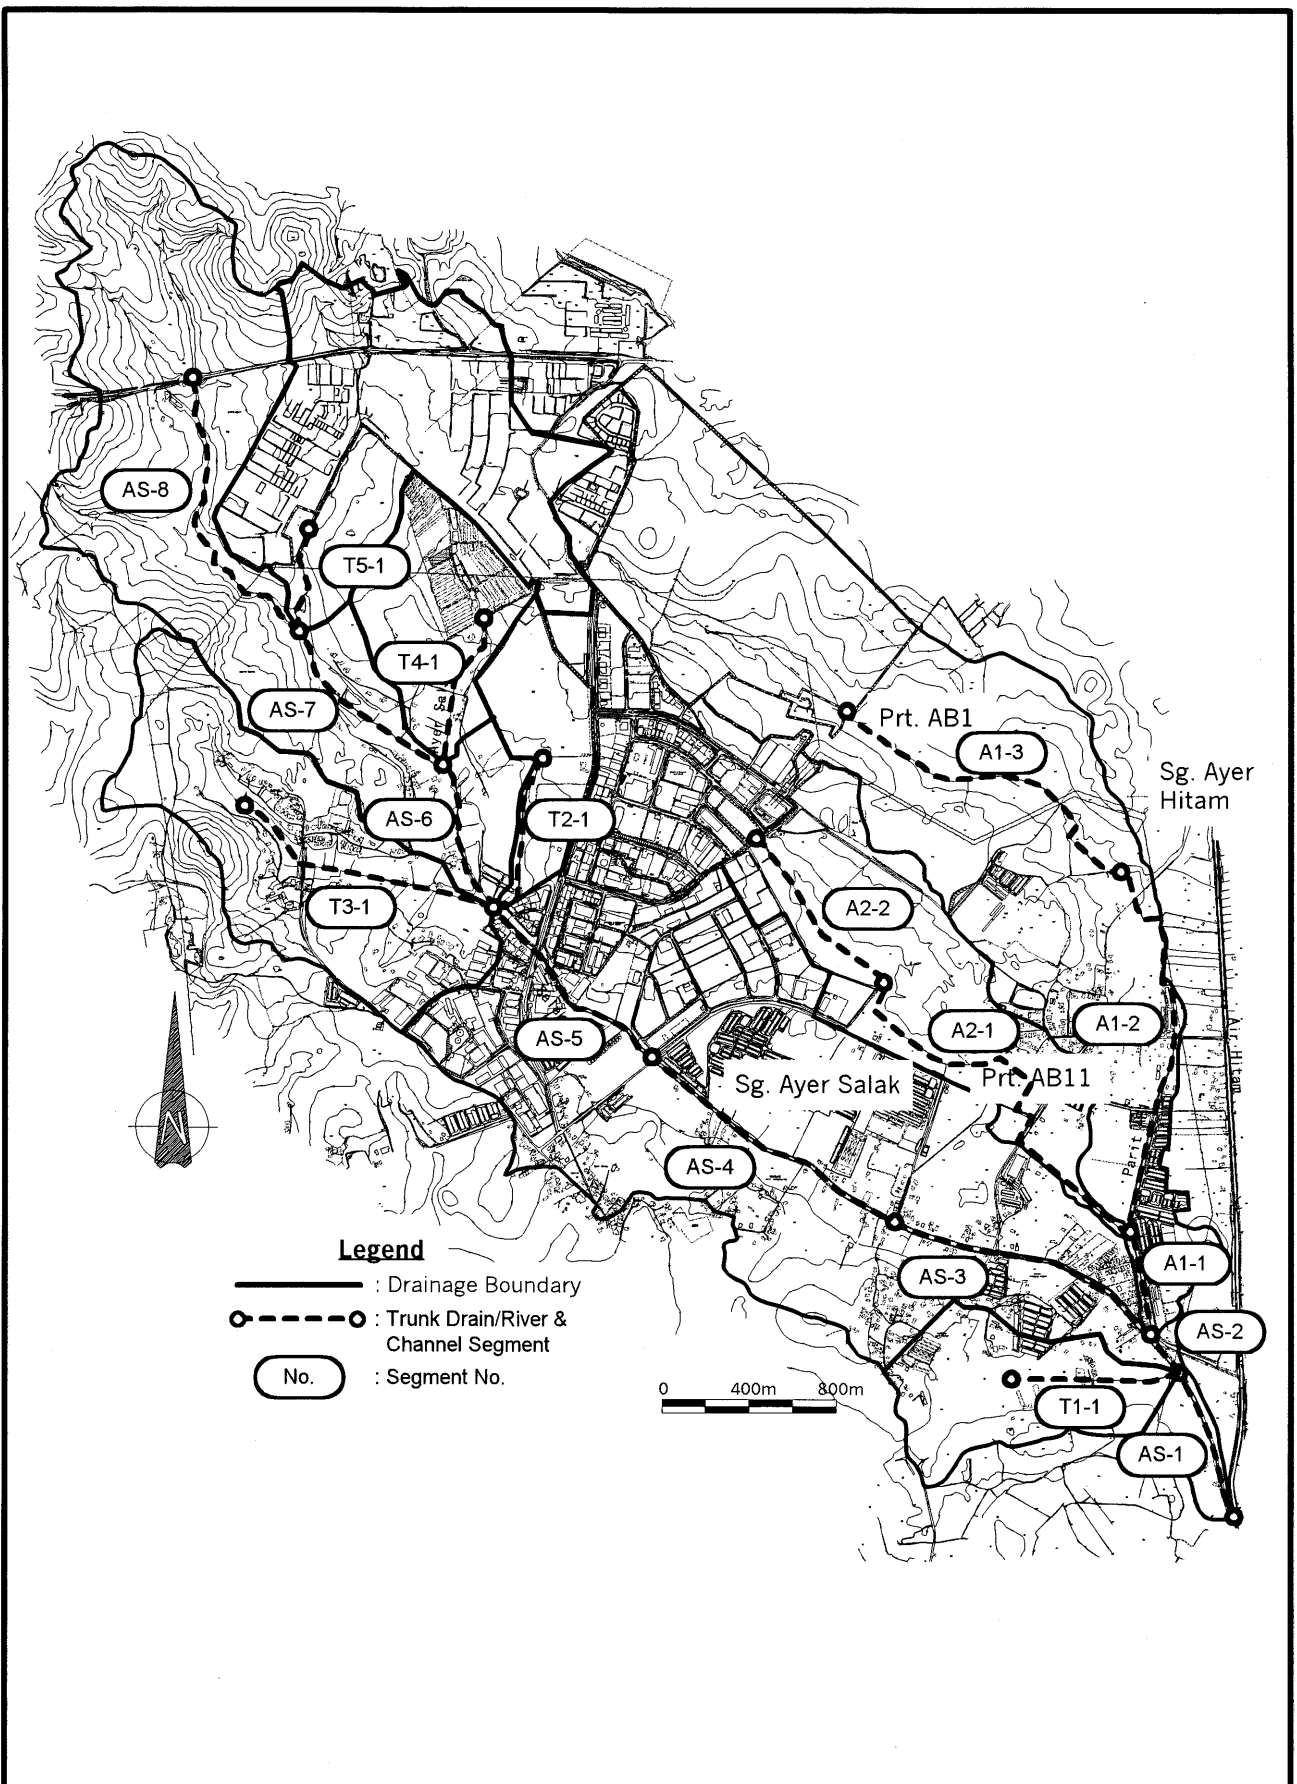 AS-8
T5-1
T4-1
AS-7
Prt. AB1
A1-3
Sg. Ayer
Hitam
AS-6
T2-1
T3-1
A2-2
AS-5
A2-1
A1-2
Sg. Ayer Salak
Prt. AB11
Air Hitam
Parit
AS-4
N
Legend
: Drainage Boundary
: Trunk Drain/River &
Channel Segment
No.
: Segment No.
A1-1
AS-3
AS-2
0 400m 800m
T1-1
AS-1